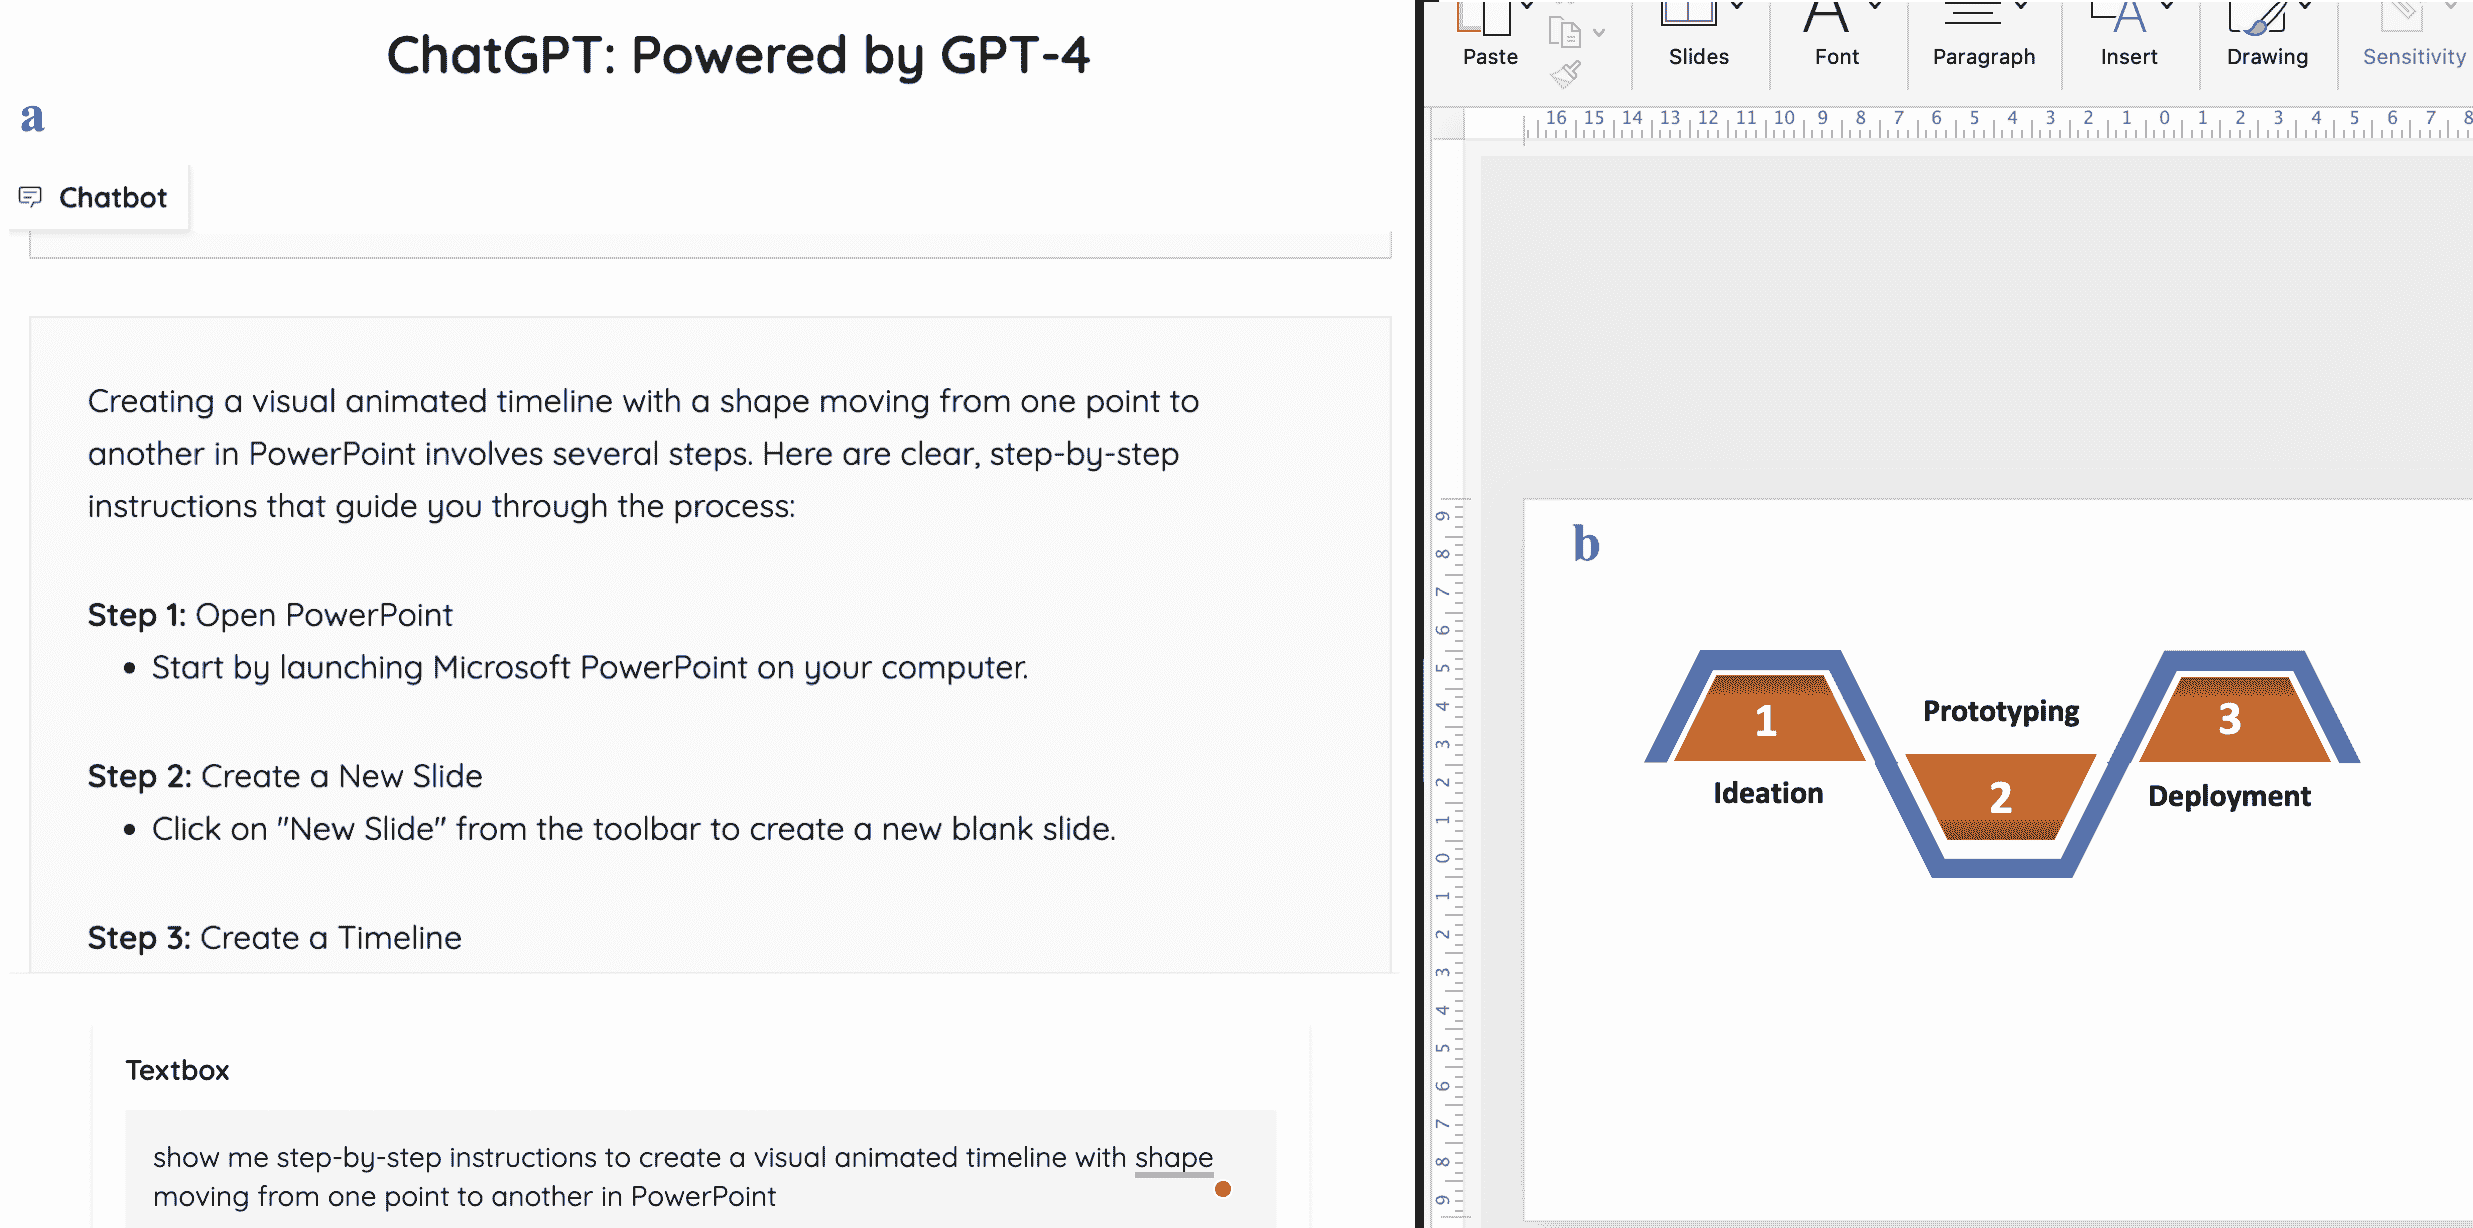 ChatGPT: Powered by GPT-4
a
Chatbot
Creating a visual animated timeline with a shape moving from one point to
another in PowerPoint involves several steps. Here are clear, step-by-step
instructions that guide you through the process:
Step 1: Open PowerPoint
• Start by launching Microsoft PowerPoint on your computer.
Step 2: Create a New Slide
• Click on "New Slide" from the toolbar to create a new blank slide.
Step 3: Create a Timeline
Textbox
show me step-by-step instructions to create a visual animated timeline with shape
moving from one point to another in PowerPoint
Paste Slides Font Paragraph Insert Drawing Sensitivity
16 15 14 13 12 11 10 9 8 7 6 5 4 3 2 1 0 1 2 3 4 5 6 7 8
9
8
7
6
5
4
3
2
1
0
1
2
3
4
5
6
7
8
9
b
1
Ideation
Prototyping
2
3
Deployment